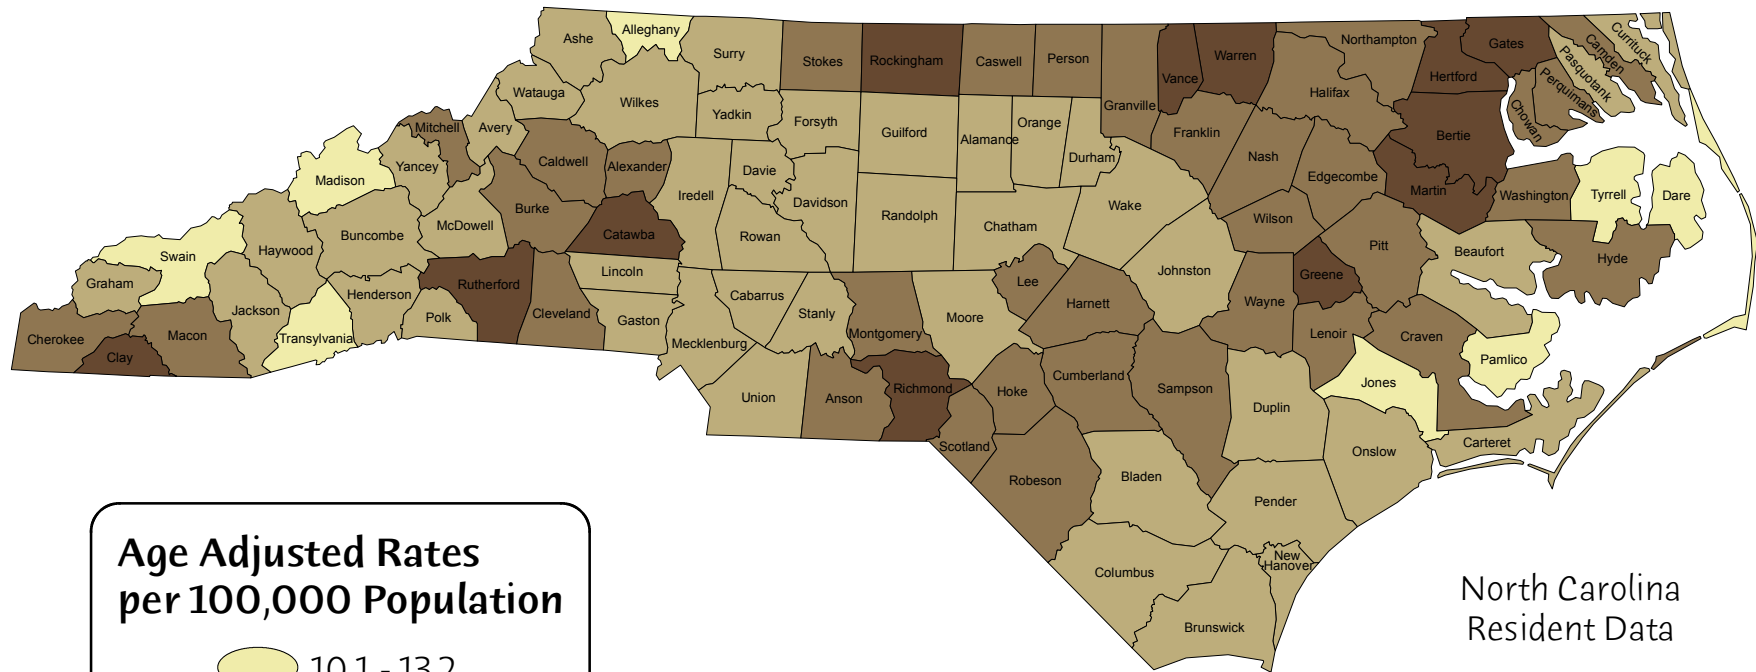 Alleghany
Ashe
Surry
Stokes
Rockingham
Caswell
Person
Granville
Vance
Warren
Northampton
Halifax
Hertford
Gates
Currituck
Camden
Pasquotank
Perquimans
Chowan
Watauga
Wilkes
Yadkin
Forsyth
Guilford
Alamance
Orange
Durham
Franklin
Nash
Edgecombe
Bertie
Martin
Washington
Tyrrell
Dare
Mitchell
Avery
Caldwell
Alexander
Iredell
Davie
Davidson
Randolph
Chatham
Wake
Wilson
Pitt
Beaufort
Hyde
Madison
Yancey
McDowell
Burke
Catawba
Rowan
Johnston
Greene
Swain
Haywood
Buncombe
Rutherford
Lincoln
Cabarrus
Stanly
Montgomery
Moore
Lee
Harnett
Wayne
Lenoir
Craven
Pamlico
Graham
Jackson
Henderson
Polk
Cleveland
Gaston
Mecklenburg
Cherokee
Clay
Macon
Transylvania
Union
Anson
Richmond
Hoke
Cumberland
Sampson
Duplin
Jones
Carteret
Scotland
Robeson
Bladen
Pender
Onslow
Columbus
New
Hanover
Brunswick
Age Adjusted Rates
per 100,000 Population
10.1 - 13.2
North Carolina
Resident Data